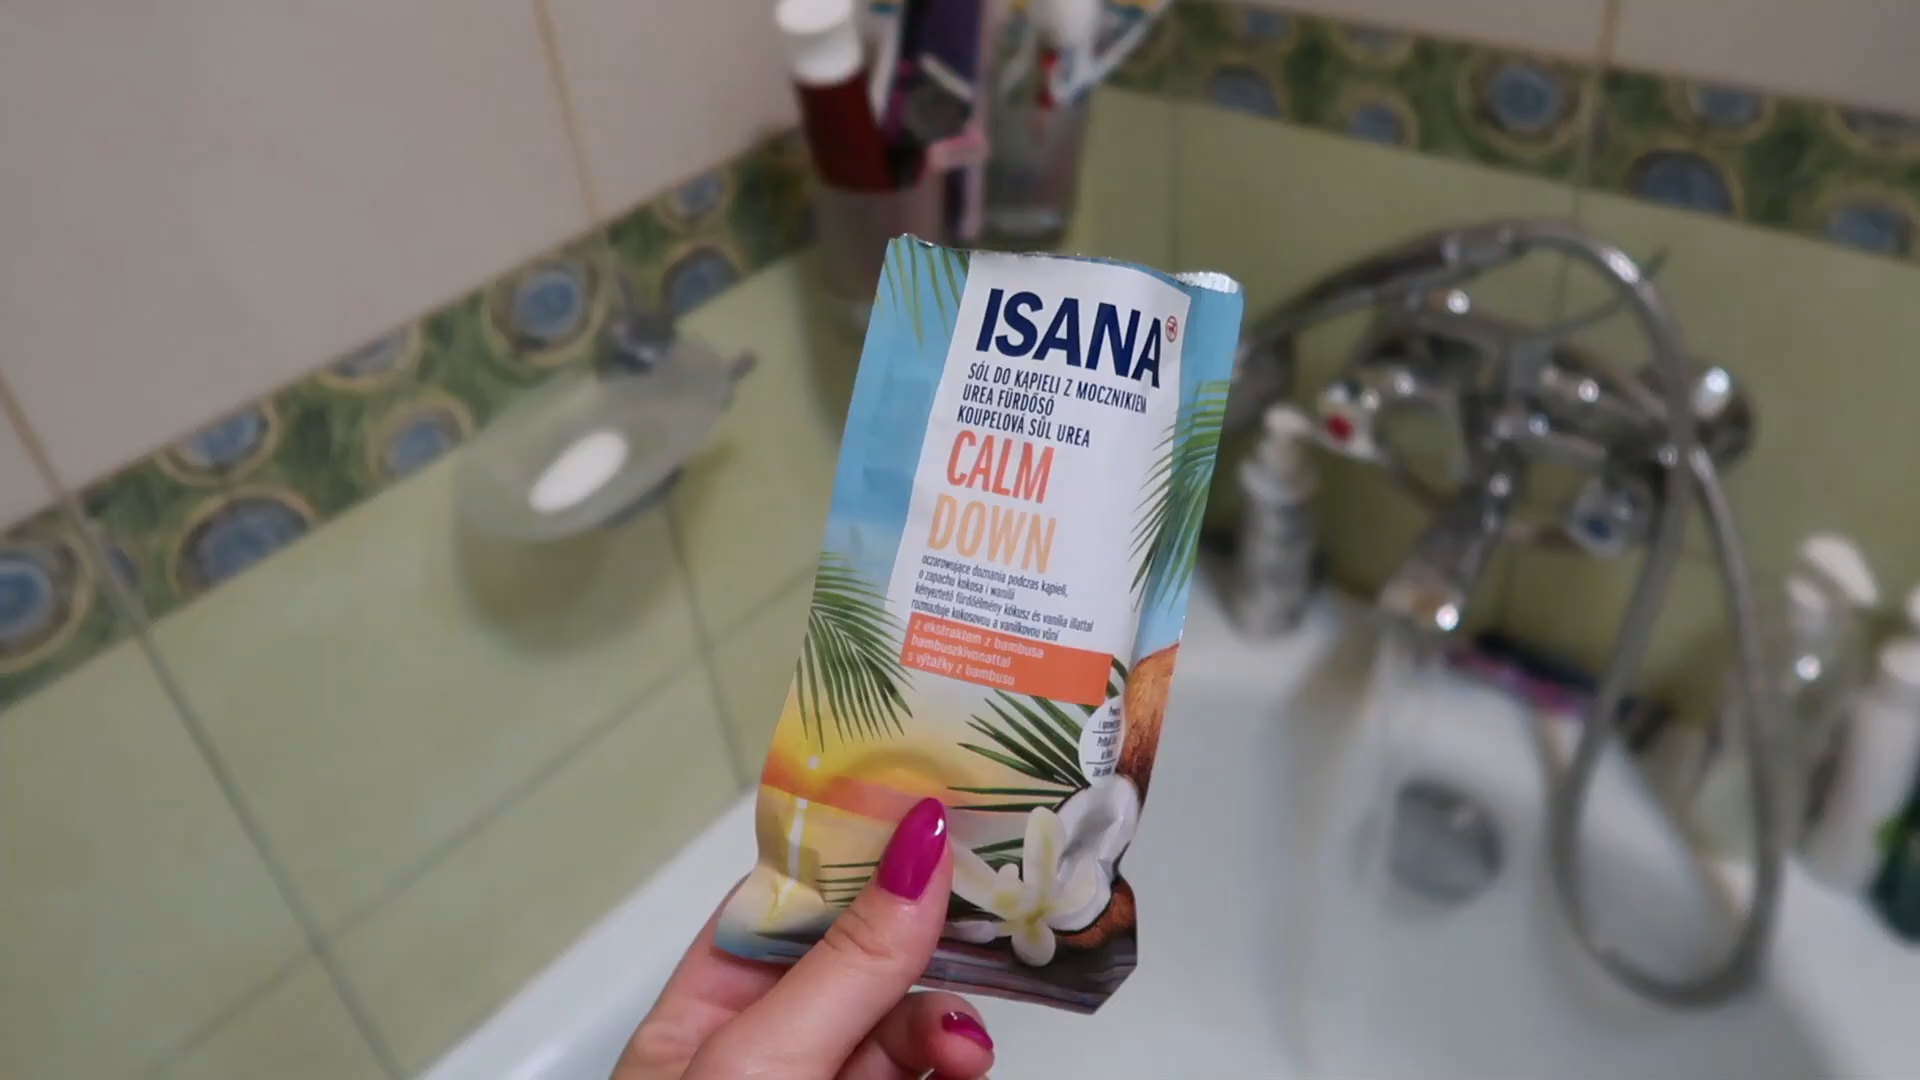 ISANA
SÓL DO KĄPIELI Z MOCZNIKIEM
UREA FÜRDŐSÓ
KOUPELOVÁ SŮL UREA
CALM
DOWN
oczarowujące doznania podczas kąpieli,
o zapachu kokosa i wanilii
kényeztető fürdőélmény kókusz és vanília illattal
rozmazluje kokosovou a vanilkovou vůní
z ekstraktem z bambusa
bambuszkivonattal
s výtažky z bambusu